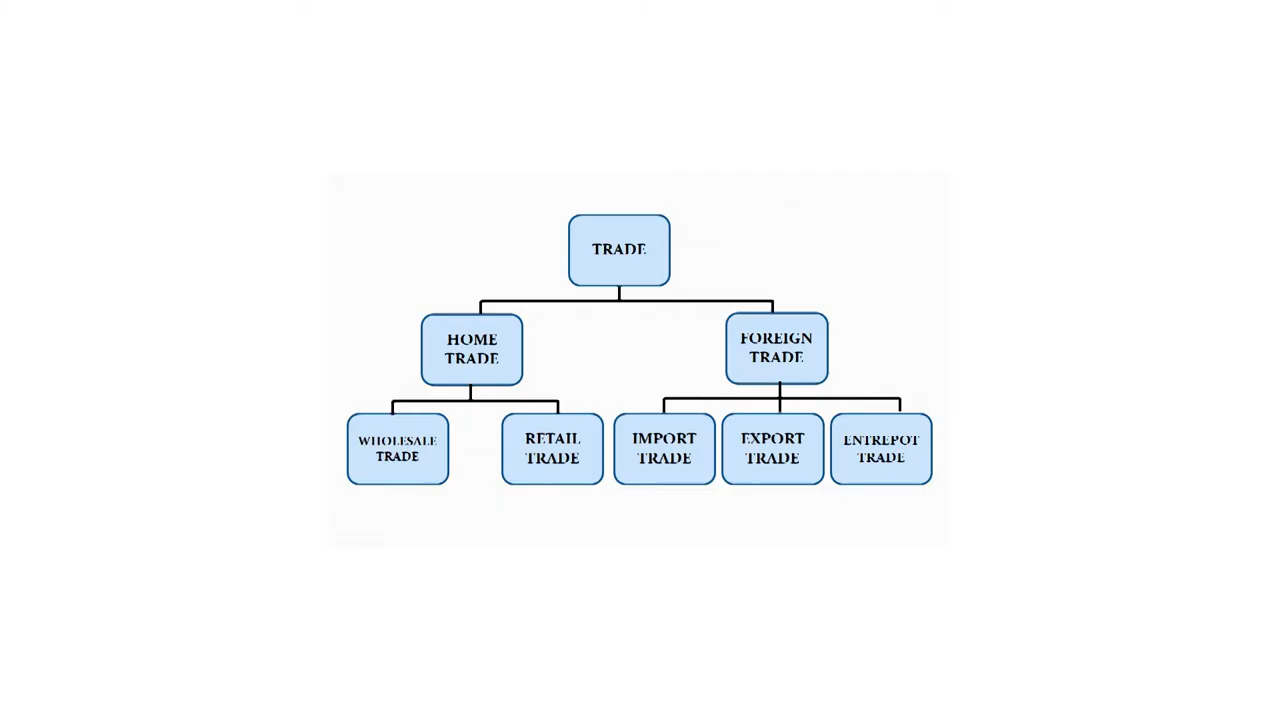 TRADE
HOME
TRADE
FOREIGN
TRADE
WHOLESALE
TRADE
RETAIL
TRADE
IMPORT
TRADE
EXPORT
TRADE
ENTREPOT
TRADE